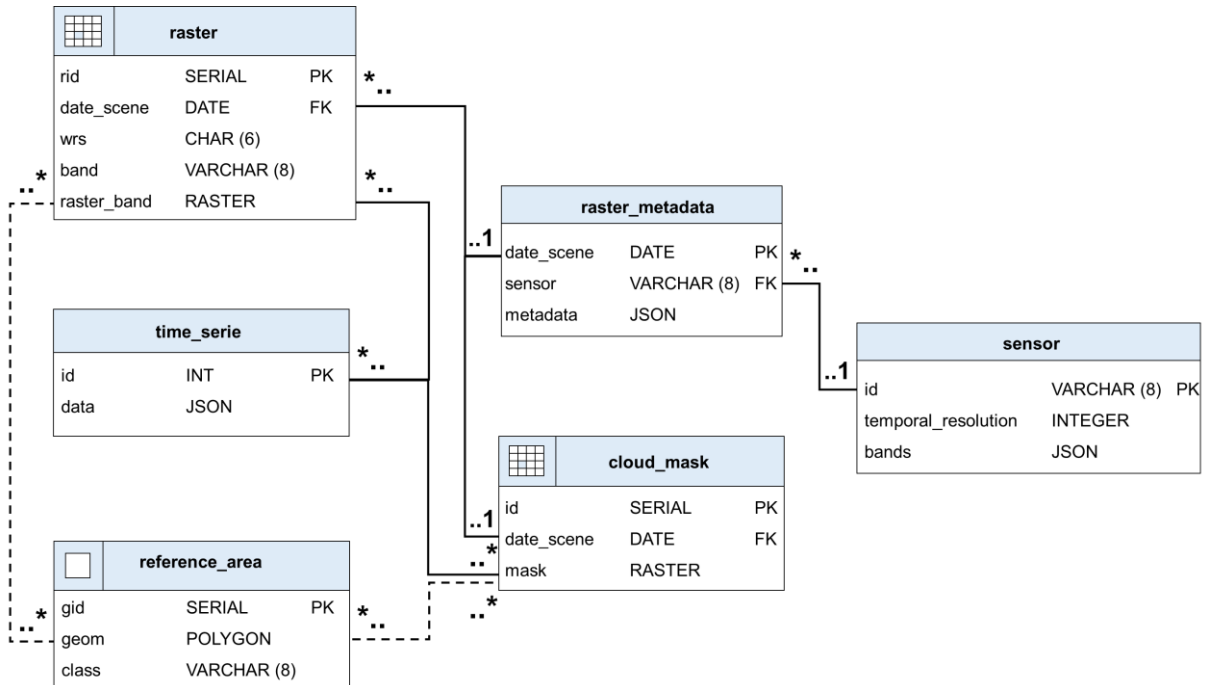 raster
rid SERIAL PK
date_scene DATE FK
wrs CHAR (6)
band VARCHAR (8)
raster_band RASTER
*..
*..
..*
raster_metadata
date_scene DATE PK
sensor VARCHAR (8) FK
metadata JSON
..1
*..
time_serie
id INT PK
data JSON
*..
sensor
id VARCHAR (8) PK
temporal_resolution INTEGER
bands JSON
..1
cloud_mask
id SERIAL PK
date_scene DATE FK
mask RASTER
..1
..*
..*
reference_area
gid SERIAL PK
geom POLYGON
class VARCHAR (8)
..*
*..